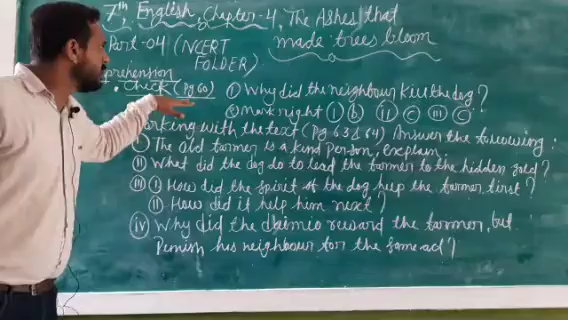 7th, English, Chapter-4, The Ashes that
made trees bloom
Part-04 (NCERT
FOLDER)
prehension
Check (Pg 60) (i) Why did the neighbour Kill the dog?
(2) Mark right (i) (b) (ii) (c) (iii) (c)
orking with the text (Pg 63 & 64) Answer the following:
(i) The old farmer is a kind Person, explain.
(ii) What did the dog do to lead the farmer to the hidden gold?
(iii) (i) How did the spirit of the dog help the farmer first?
(ii) How did it help him next?
(iv) Why did the daimio reward the farmer, but
Punish his neighbour for the same act?